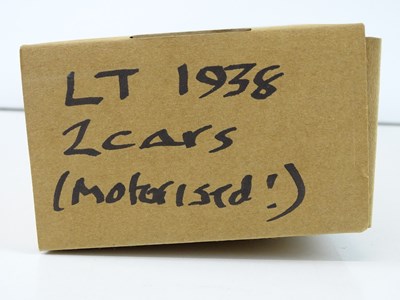 LT 1938
2cars
(Motorised!)